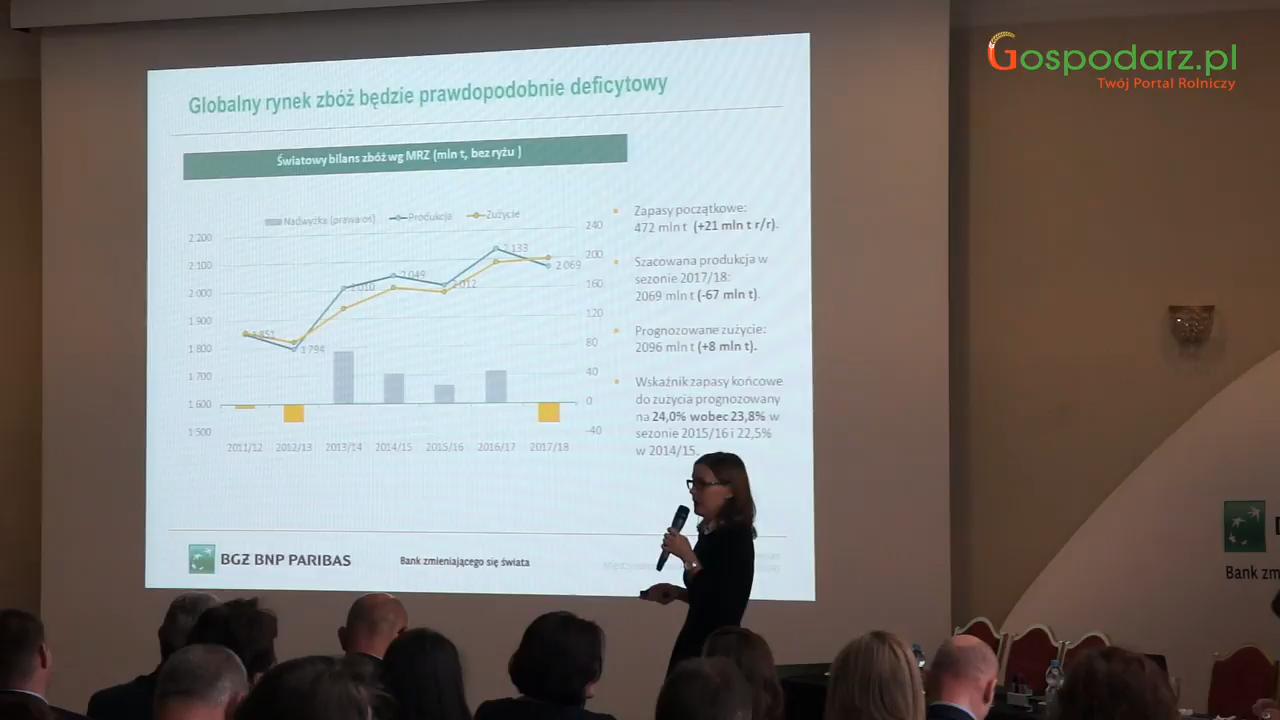 Gospodarz.pl
Twój Portal Rolniczy
Globalny rynek zbóż będzie prawdopodobnie deficytowy
Światowy bilans zbóż wg MRZ (mln t, bez ryżu )
Nadwyżka (prawa oś) Produkcja Zużycie
2 200
2 100
2 000
1 900
1 800
1 700
1 600
1 500
240
200
160
120
80
40
0
-40
1 851
1 794
2 010
2 049
2 012
2 133
2 069
2011/12 2012/13 2013/14 2014/15 2015/16 2016/17 2017/18
Zapasy początkowe:
472 mln t (+21 mln t r/r).
Szacowana produkcja w
sezonie 2017/18:
2069 mln t (-67 mln t).
Prognozowane zużycie:
2096 mln t (+8 mln t).
Wskaźnik zapasy końcowe
do zużycia prognozowany
na 24,0% wobec 23,8% w
sezonie 2015/16 i 22,5%
w 2014/15.
BGŻ BNP PARIBAS
Bank zmieniającego się świata
Bank zm